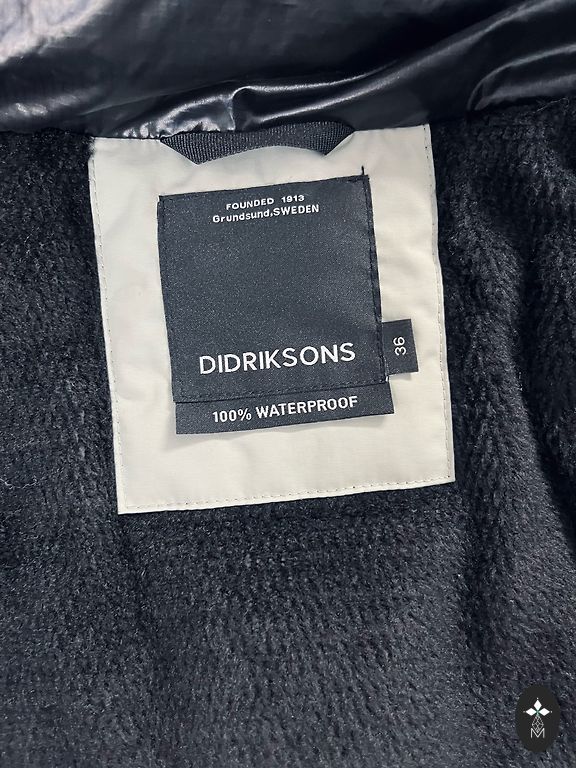 FOUNDED 1913
Grundsund,SWEDEN
DIDRIKSONS
36
100% WATERPROOF
M